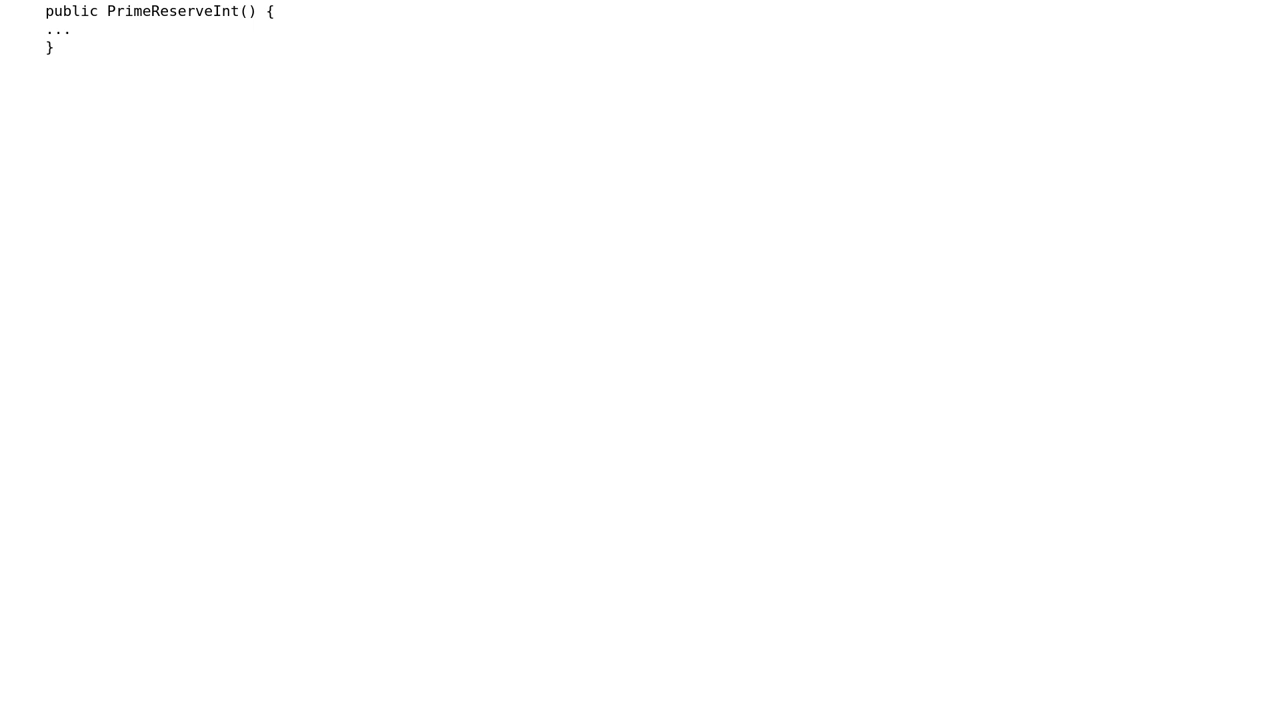 public PrimeReserveInt() {
...
}